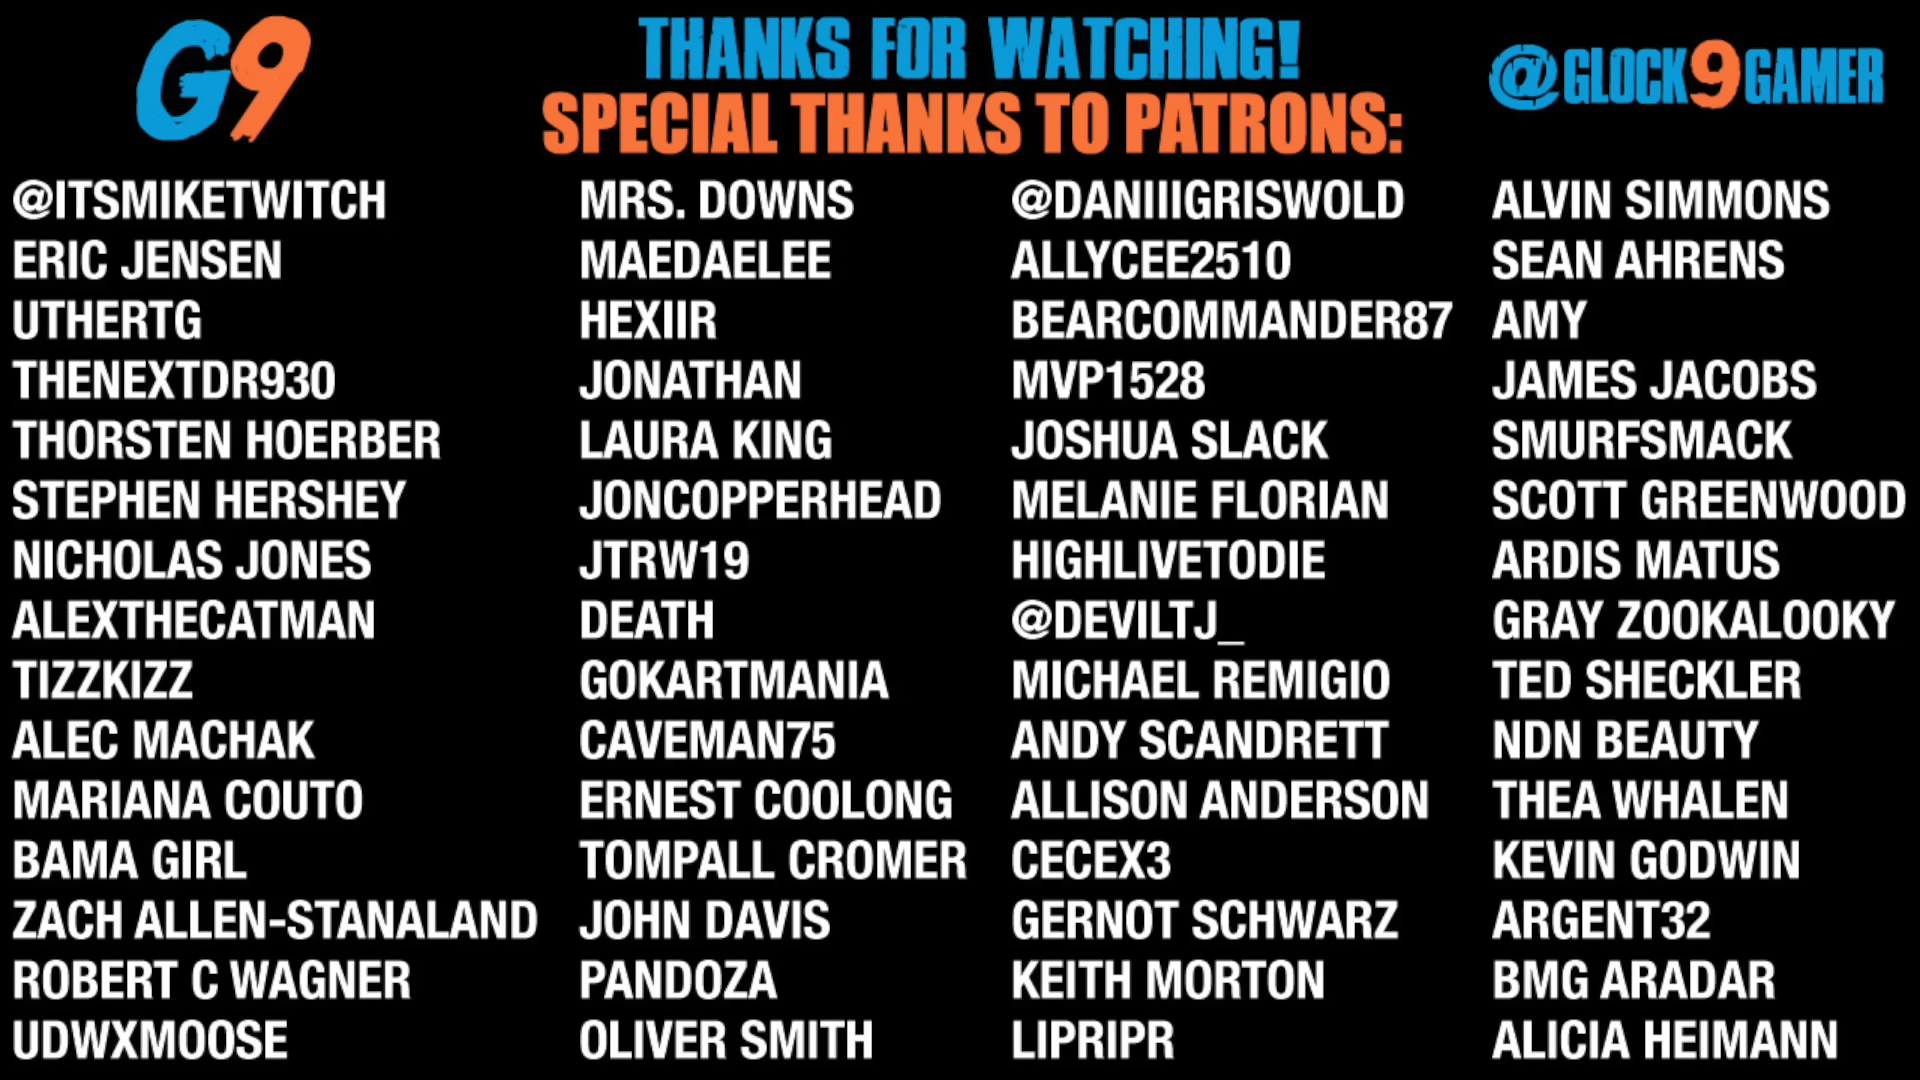 G9
THANKS FOR WATCHING!
SPECIAL THANKS TO PATRONS:
@GLOCK9GAMER
@ITSMIKETWITCH
ERIC JENSEN
UTHERTG
THENEXTDR930
THORSTEN HOERBER
STEPHEN HERSHEY
NICHOLAS JONES
ALEXTHECATMAN
TIZZKIZZ
ALEC MACHAK
MARIANA COUTO
BAMA GIRL
ZACH ALLEN-STANALAND
ROBERT C WAGNER
UDWXMOOSE
MRS. DOWNS
MAEDAELEE
HEXIIR
JONATHAN
LAURA KING
JONCOPPERHEAD
JTRW19
DEATH
GOKARTMANIA
CAVEMAN75
ERNEST COOLONG
TOMPALL CROMER
JOHN DAVIS
PANDOZA
OLIVER SMITH
@DANIIIGRISWOLD
ALLYCEE2510
BEARCOMMANDER87
MVP1528
JOSHUA SLACK
MELANIE FLORIAN
HIGHLIVETODIE
@DEVILTJ_
MICHAEL REMIGIO
ANDY SCANDRETT
ALLISON ANDERSON
CECEX3
GERNOT SCHWARZ
KEITH MORTON
LIPRIPR
ALVIN SIMMONS
SEAN AHRENS
AMY
JAMES JACOBS
SMURFSMACK
SCOTT GREENWOOD
ARDIS MATUS
GRAY ZOOKALOOKY
TED SHECKLER
NDN BEAUTY
THEA WHALEN
KEVIN GODWIN
ARGENT32
BMG ARADAR
ALICIA HEIMANN